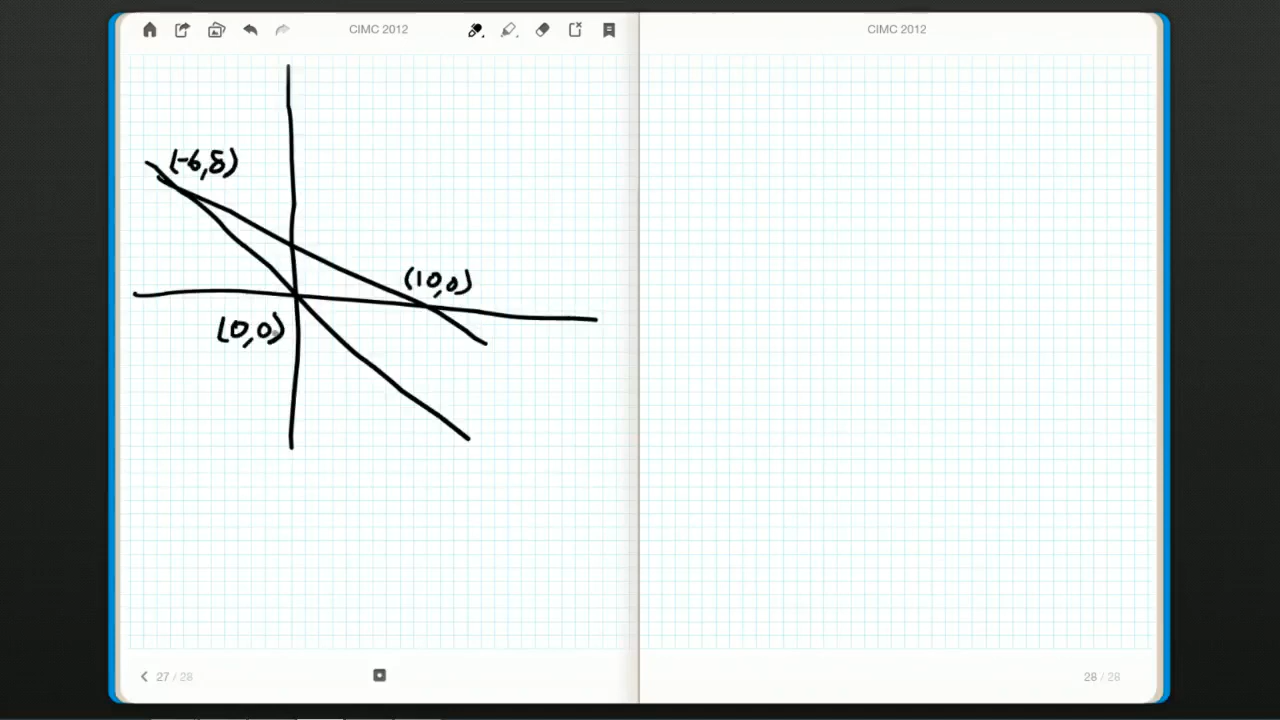 CIMC 2012
CIMC 2012
(-6,8)
(10,0)
(0,0)
27 / 28
28 / 28